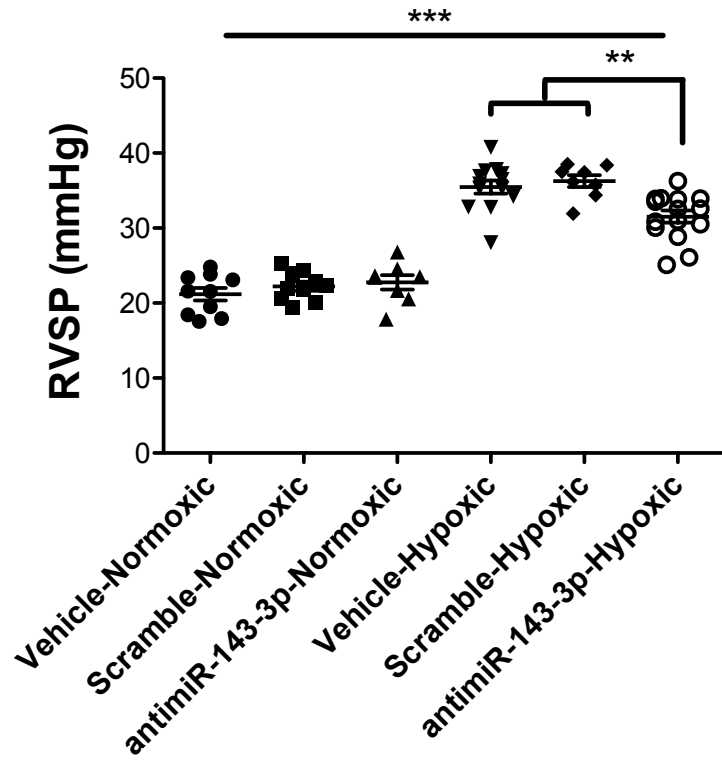 ***
**
RVSP (mmHg)
50
40
30
20
10
0
Vehicle-Normoxic
Scramble-Normoxic
antimiR-143-3p-Normoxic
Vehicle-Hypoxic
Scramble-Hypoxic
antimiR-143-3p-Hypoxic